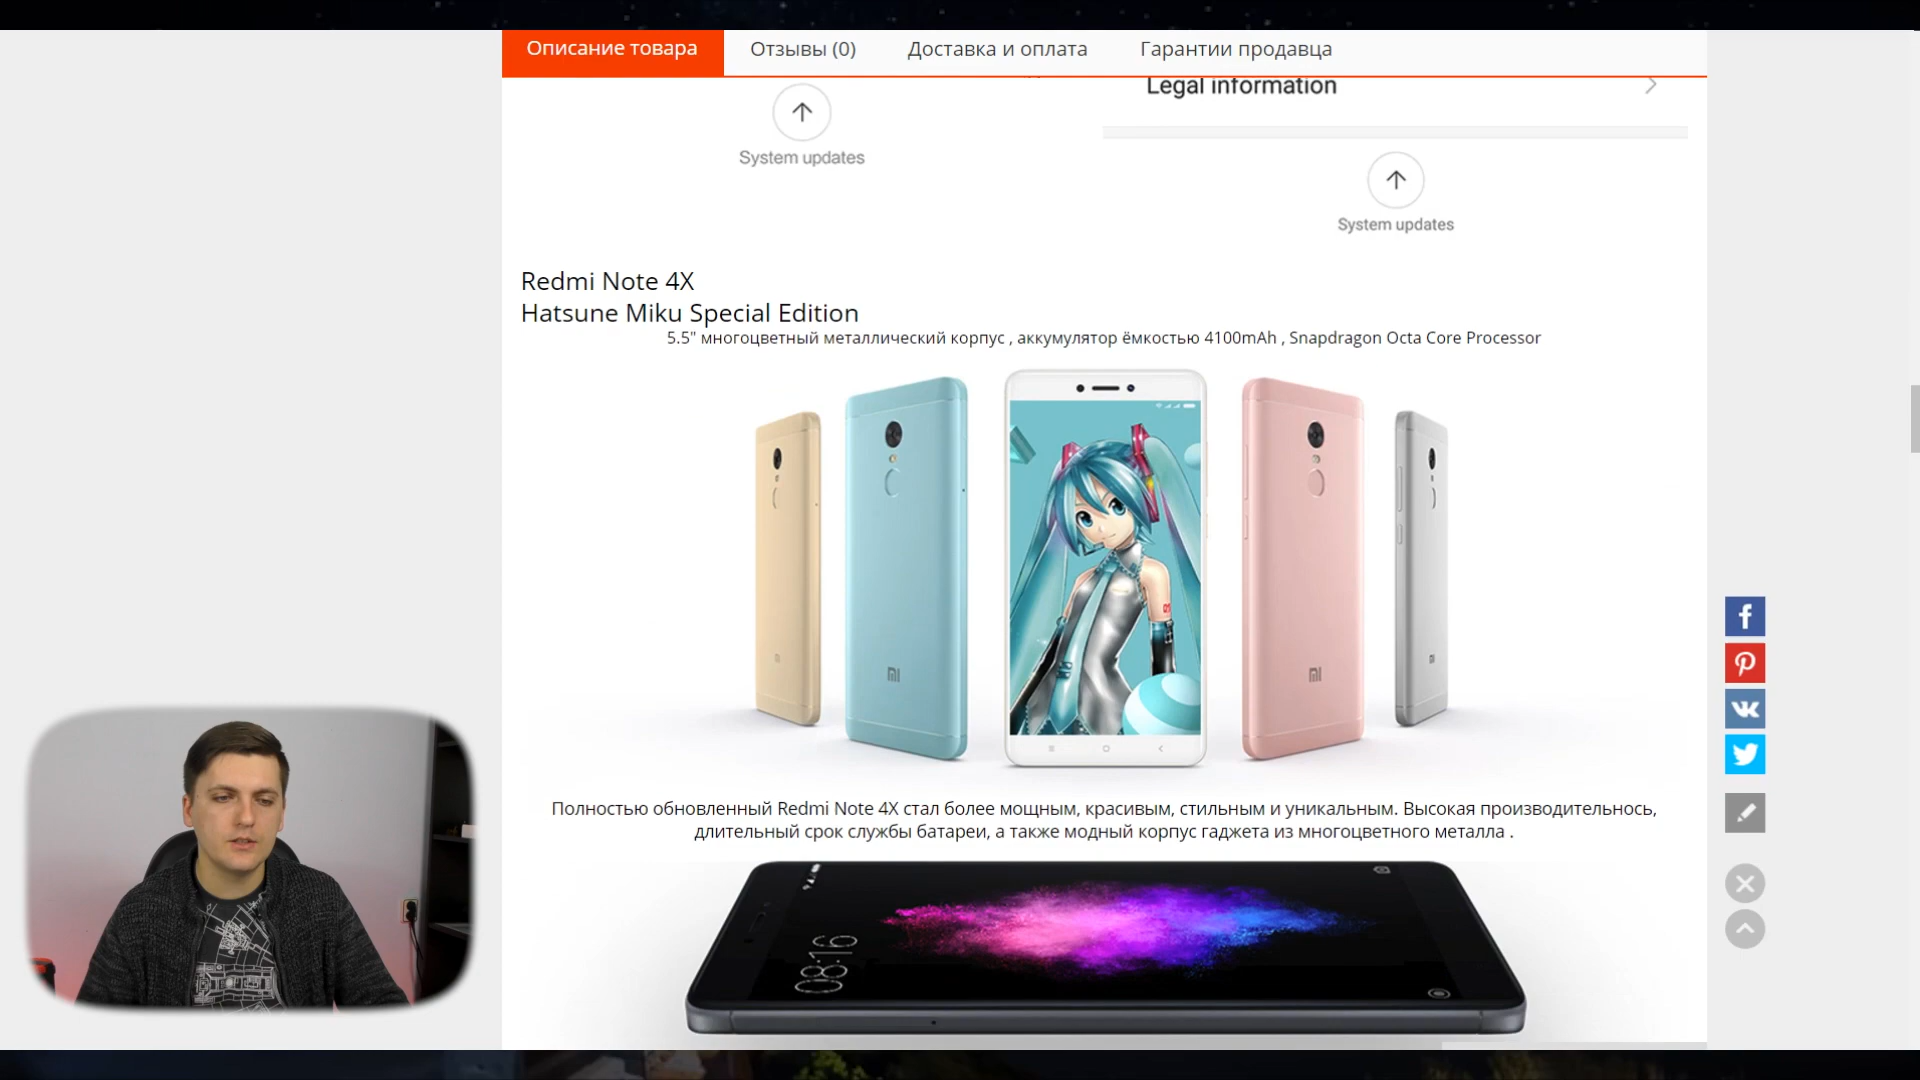 Описание товара
Отзывы (0)
Доставка и оплата
Гарантии продавца
Legal information
System updates
System updates
Redmi Note 4X
Hatsune Miku Special Edition
5.5" многоцветный металлический корпус , аккумулятор ёмкостью 4100mAh , Snapdragon Octa Core Processor
01
Полностью обновленный Redmi Note 4X стал более мощным, красивым, стильным и уникальным. Высокая производительнось,
длительный срок службы батареи, а также модный корпус гаджета из многоцветного металла .
08:16